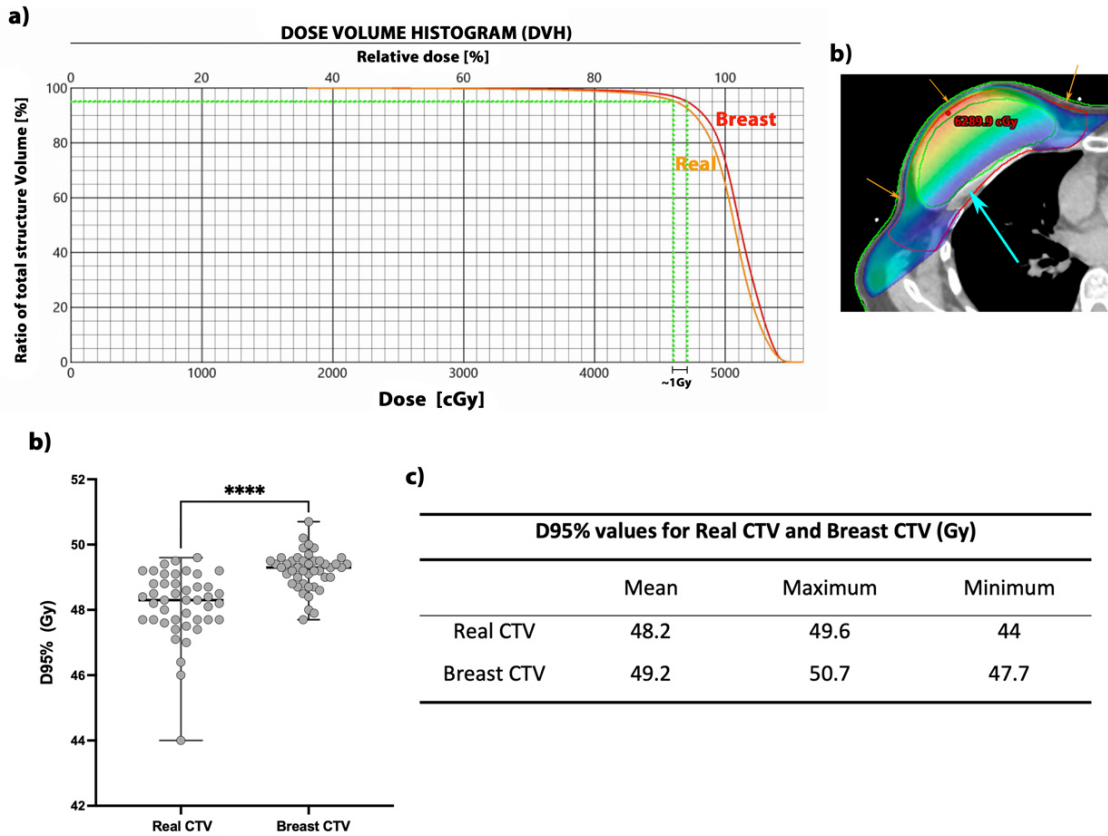 a)
DOSE VOLUME HISTOGRAM (DVH)
Relative dose [%]
0 20 40 60 80 100
100
80
60
40
20
0
Ratio of total structure Volume [%]
Breast
Real
0 1000 2000 3000 4000 5000
~1Gy
Dose [cGy]
b)
6289.9 cGy
b)
52
50
48
46
44
42
D95% (Gy)
****
Real CTV Breast CTV
c)
D95% values for Real CTV and Breast CTV (Gy)
Mean Maximum Minimum
Real CTV 48.2 49.6 44
Breast CTV 49.2 50.7 47.7